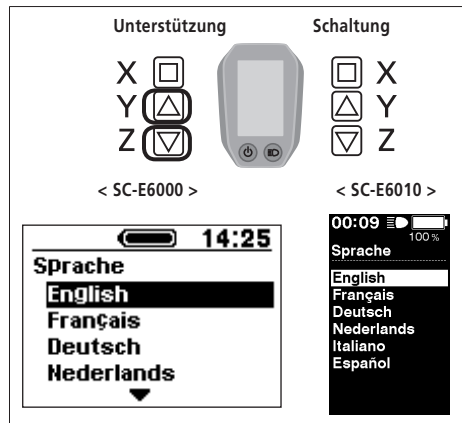 Unterstützung Schaltung
X X
Y Y
Z Z
< SC-E6000 > < SC-E6010 >
14:25
Sprache
English
Français
Deutsch
Nederlands
00:09
100 %
Sprache
English
Français
Deutsch
Nederlands
Italiano
Español